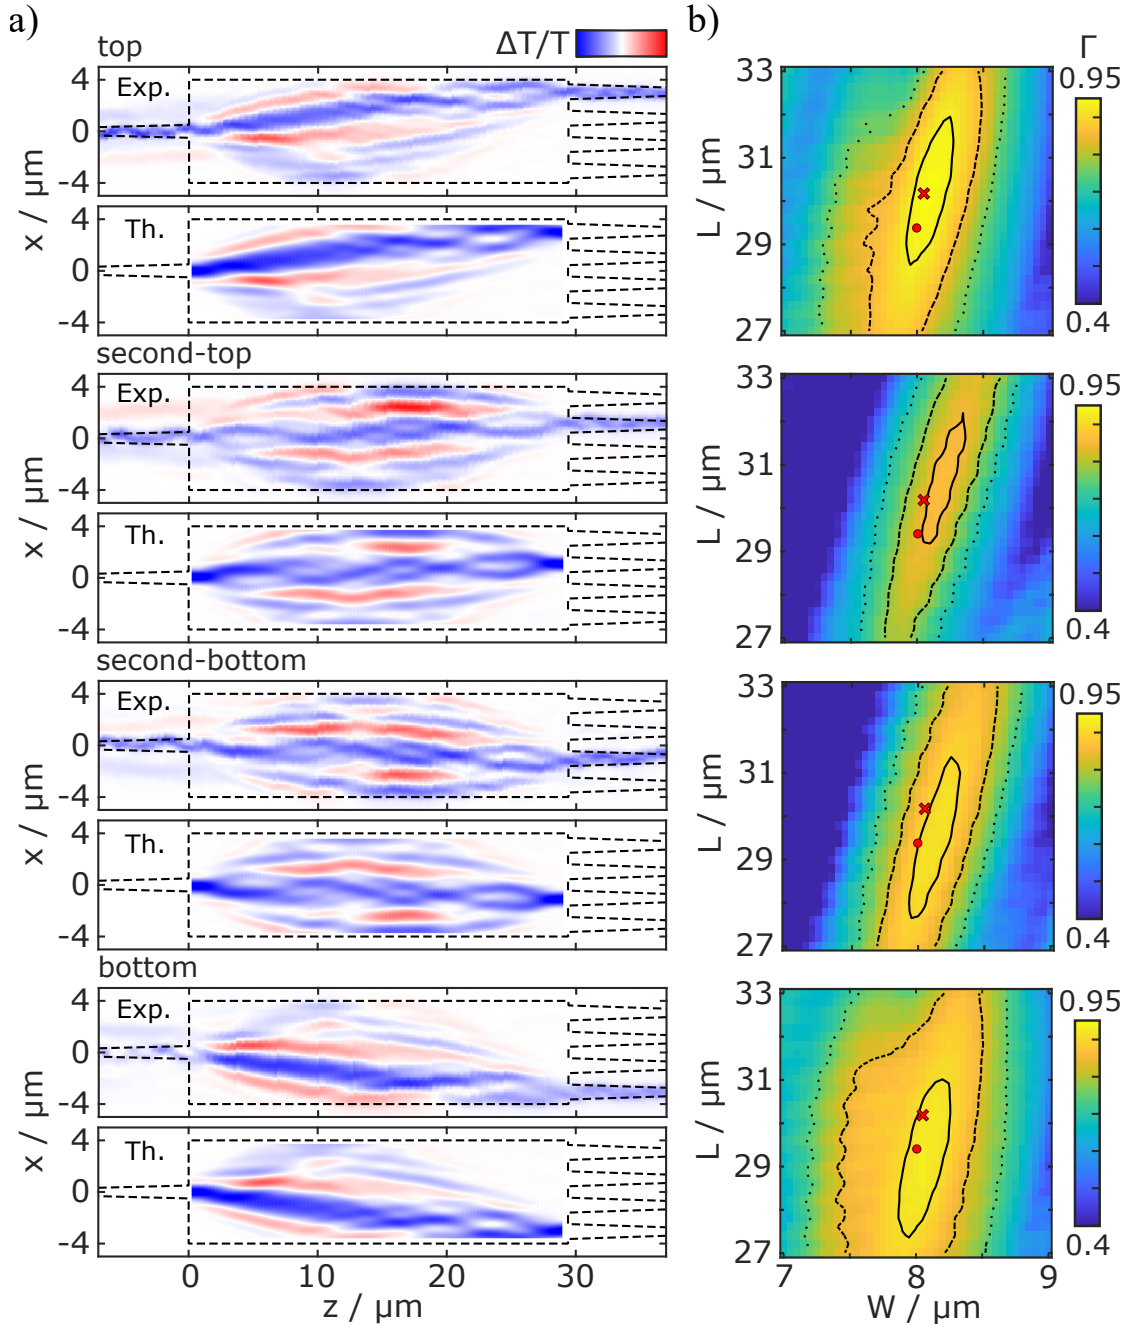 a)
top
ΔT/T
Exp.
4
0
-4
x / μm
Th.
4
0
-4
second-top
Exp.
4
0
-4
x / μm
Th.
4
0
-4
second-bottom
Exp.
4
0
-4
x / μm
Th.
4
0
-4
bottom
Exp.
4
0
-4
x / μm
Th.
4
0
-4
0 10 20 30
z / μm
b)
Γ
33
31
29
27
L / μm
0.95
0.4
33
31
29
27
L / μm
0.95
0.4
33
31
29
27
L / μm
0.95
0.4
33
31
29
27
L / μm
0.95
0.4
7 8 9
W / μm